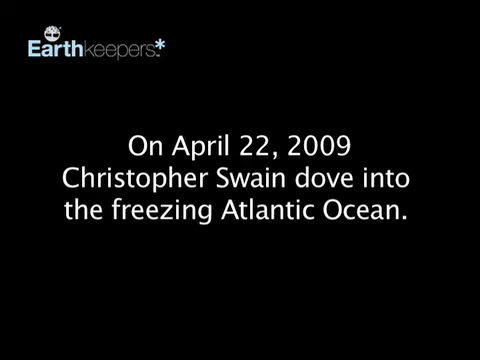 Earthkeepers*
On April 22, 2009
Christopher Swain dove into
the freezing Atlantic Ocean.